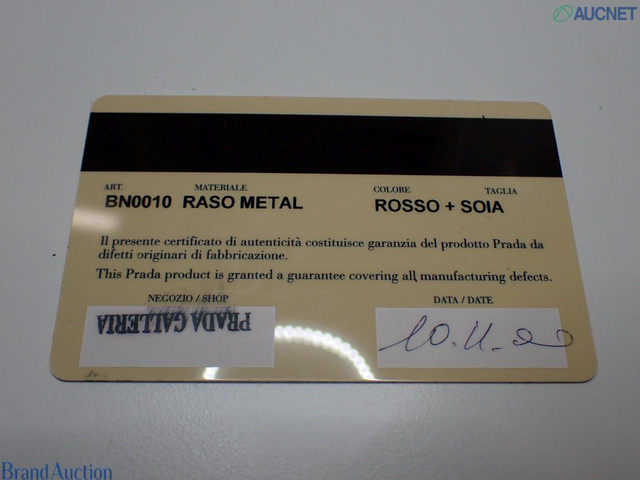 AUCNET
ART. MATERIALE COLORE TAGLIA
BN0010 RASO METAL ROSSO + SOIA
Il presente certificato di autenticità costituisce garanzia del prodotto Prada da
difetti originari di fabbricazione.
This Prada product is granted a guarantee covering all manufacturing defects.
NEGOZIO / SHOP DATA / DATE
PRADA GALLERIA
Brand Auction